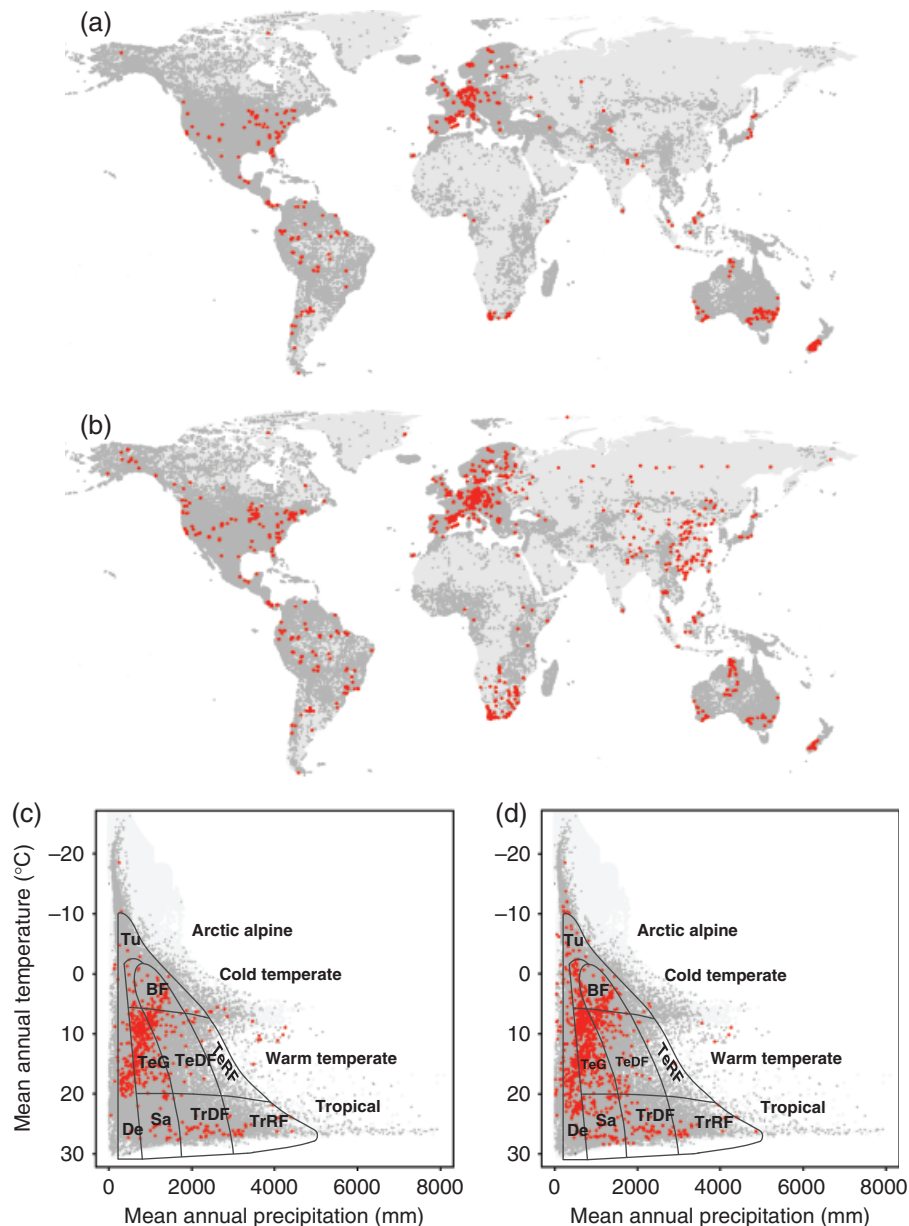 (a)
(b)
(c)
(d)
Mean annual temperature (°C)
–20
–10
0
10
20
30
Tu
Arctic alpine
Cold temperate
BF
TeG
TeDF
TeRF
Warm temperate
De
Sa
TrDF
TrRF
Tropical
0 2000 4000 6000 8000
Mean annual precipitation (mm)
–20
–10
0
10
20
30
Tu
Arctic alpine
Cold temperate
BF
TeG
TeDF
TeRF
Warm temperate
De
Sa
TrDF
TrRF
Tropical
0 2000 4000 6000 8000
Mean annual precipitation (mm)